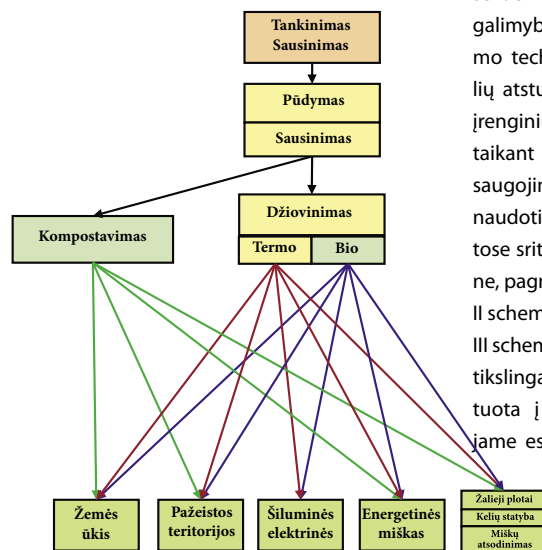 Tankinimas
Sausinimas
Pūdymas
Sausinimas
Kompostavimas
Džiovinimas
Termo
Bio
Žemės
ūkis
Pažeistos
teritorijos
Šiluminės
elektrinės
Energetinės
miškas
Žalieji plotai
Kelių statyba
Miškų
atsodinimas
galimyb
mo tech
lių atstu
įrengini
taikant
saugojin
naudoti
tose srit
ne, pagr
II schem
III schem
tikslinga
tuota į
jame es